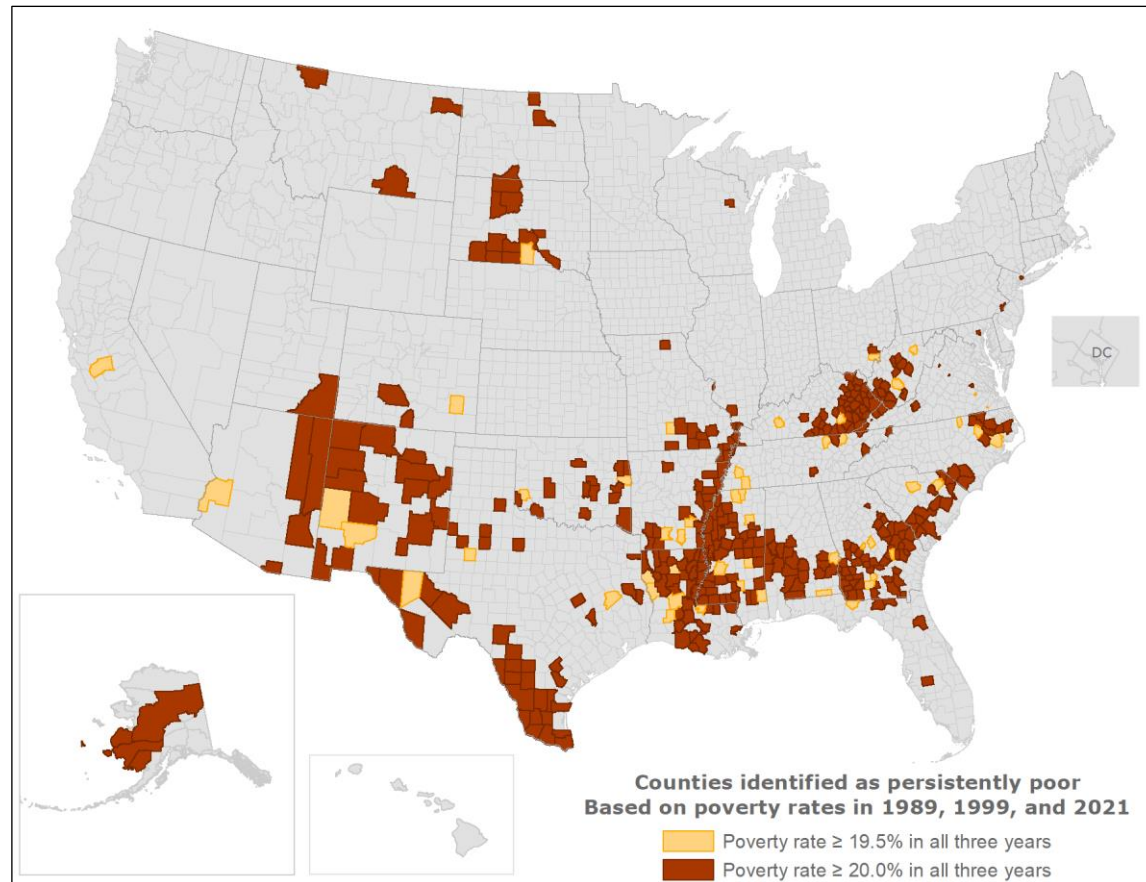 DC
Counties identified as persistently poor
Based on poverty rates in 1989, 1999, and 2021
Poverty rate ≥ 19.5% in all three years
Poverty rate ≥ 20.0% in all three years